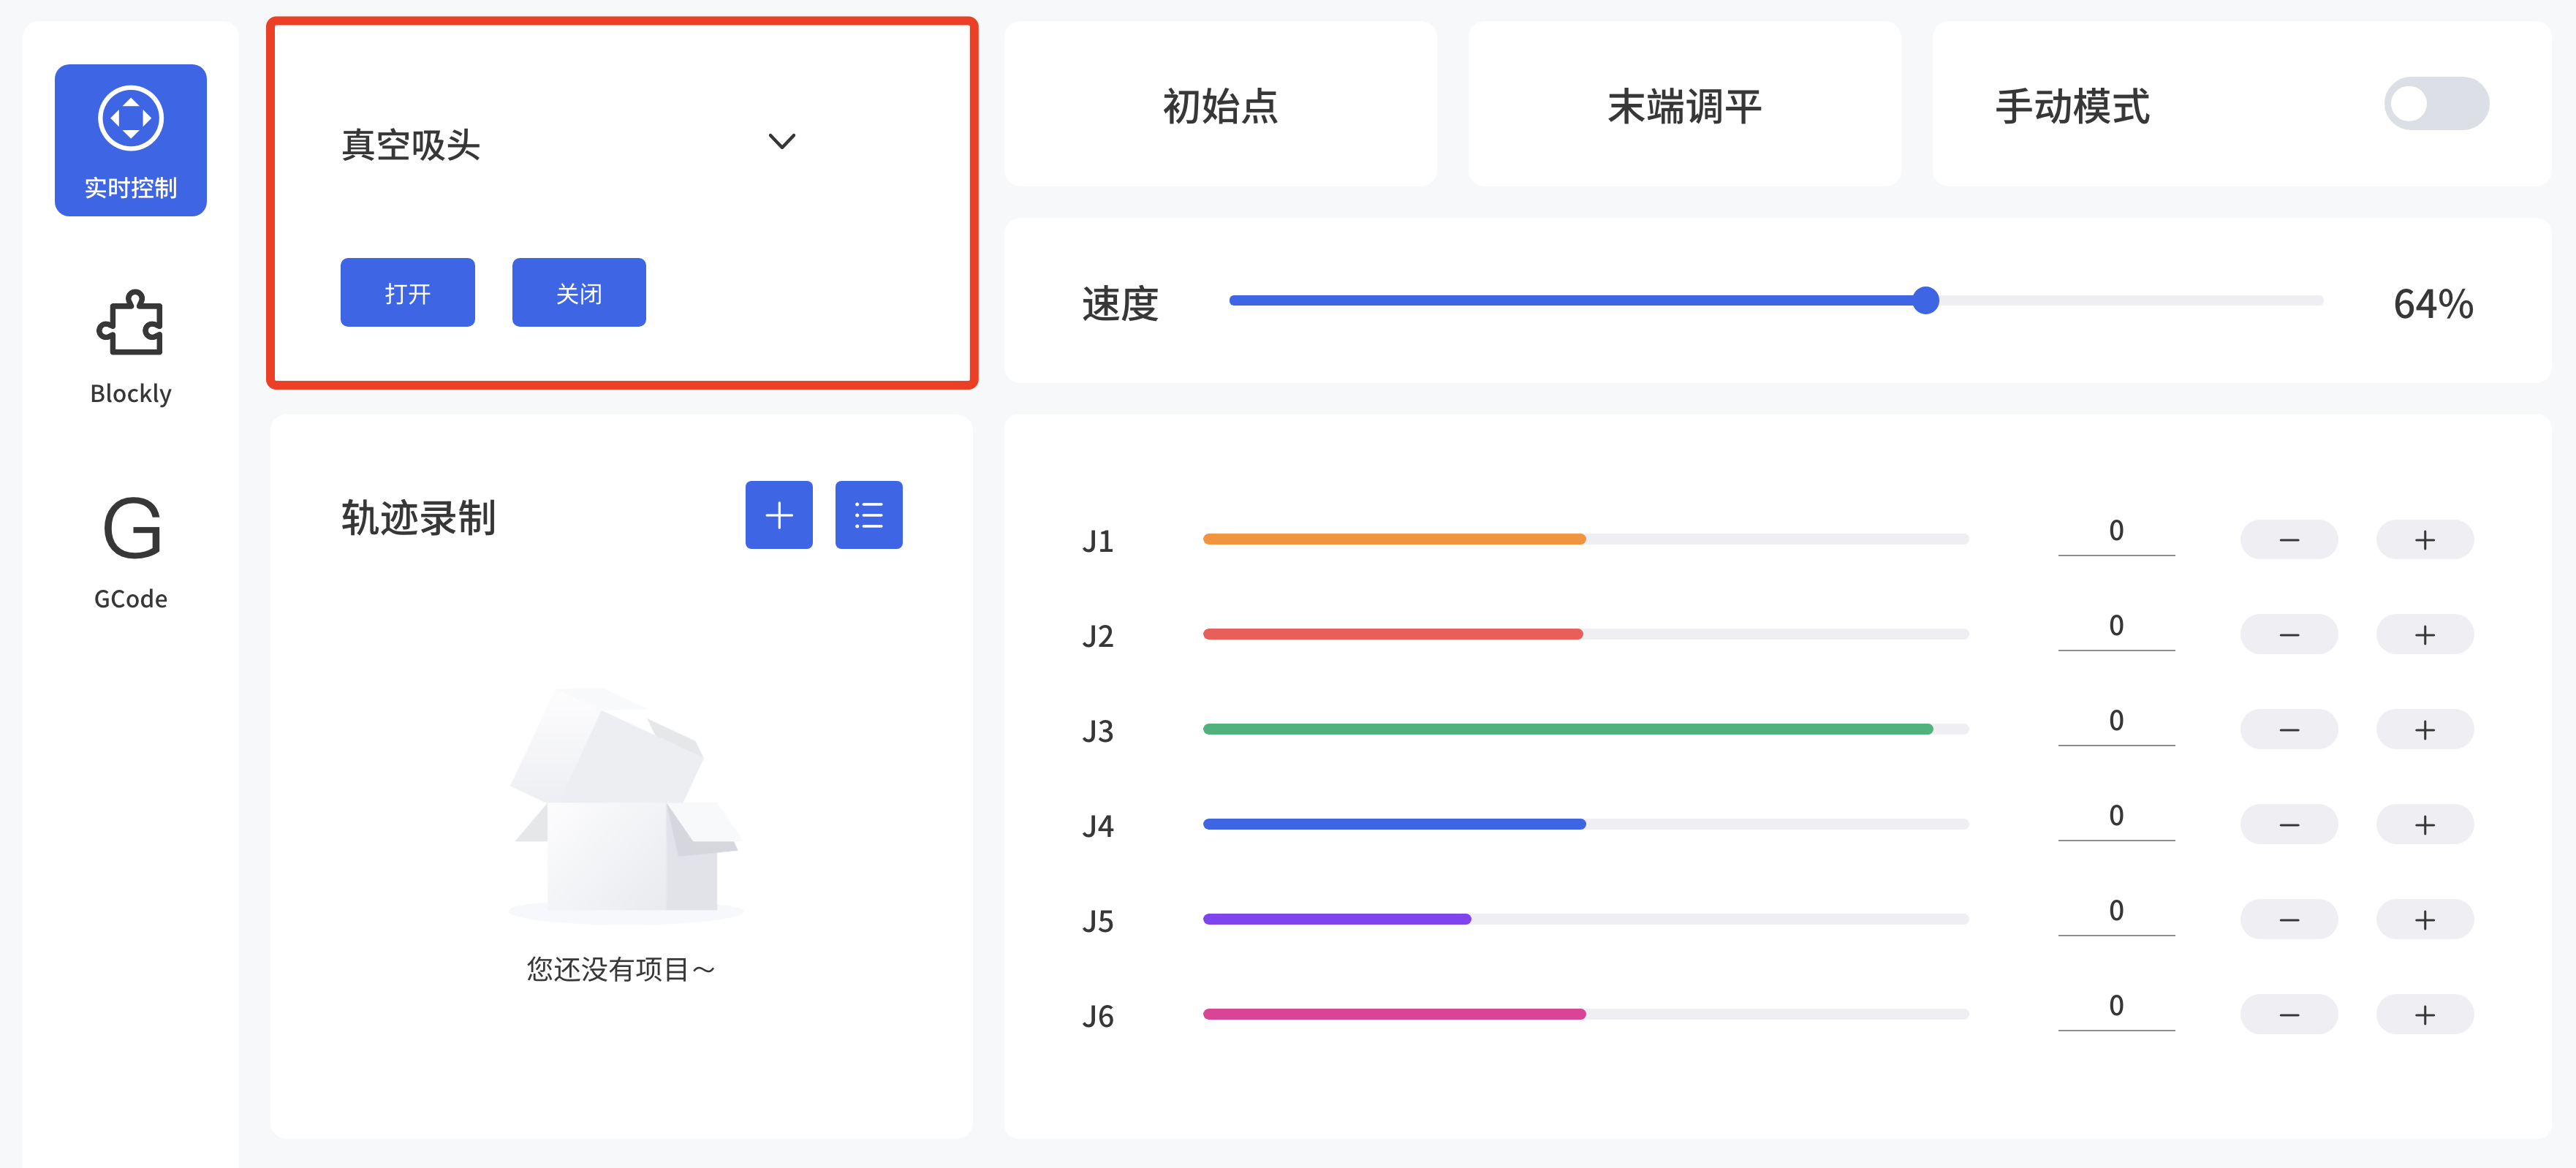 实时控制
Blockly
G
GCode
真空吸头
打开
关闭
初始点
末端调平
手动模式
速度
64%
轨迹录制
您还没有项目～
J1
0
J2
0
J3
0
J4
0
J5
0
J6
0